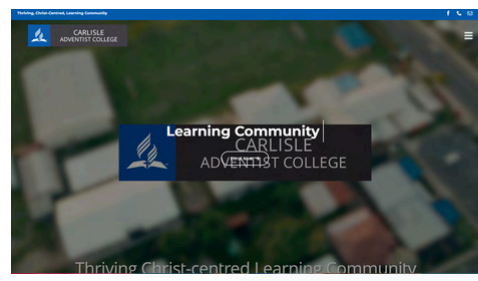 Thriving, Christ-Centred, Learning Community
CARLISLE
ADVENTIST COLLEGE
Learning Community
CARLISLE
ADVENTIST COLLEGE
Thriving Christ-centred Learning Community